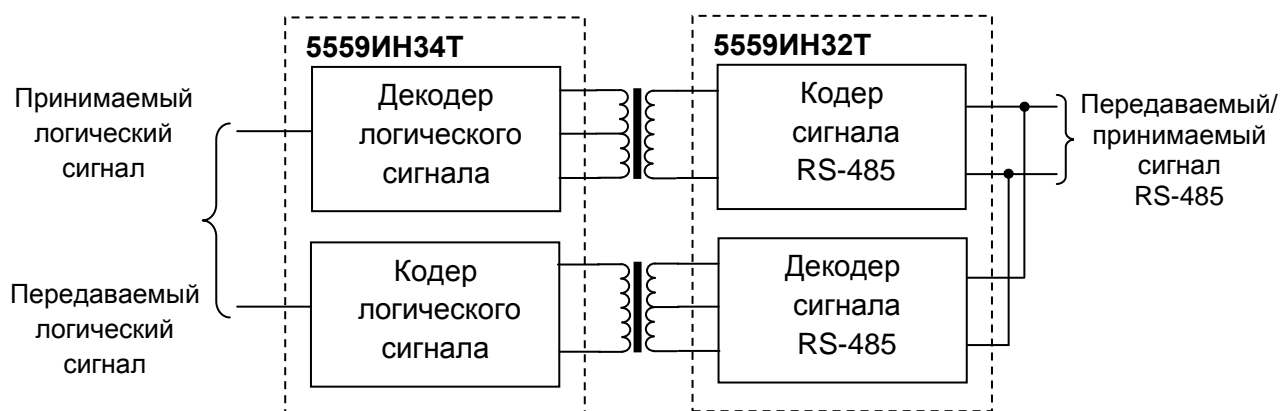 5559ИН34Т
5559ИН32Т
Принимаемый
логический
сигнал
Декодер
логического
сигнала
Кодер
сигнала
RS-485
Передаваемый/
принимаемый
сигнал
RS-485
Передаваемый
логический
сигнал
Кодер
логического
сигнала
Декодер
сигнала
RS-485